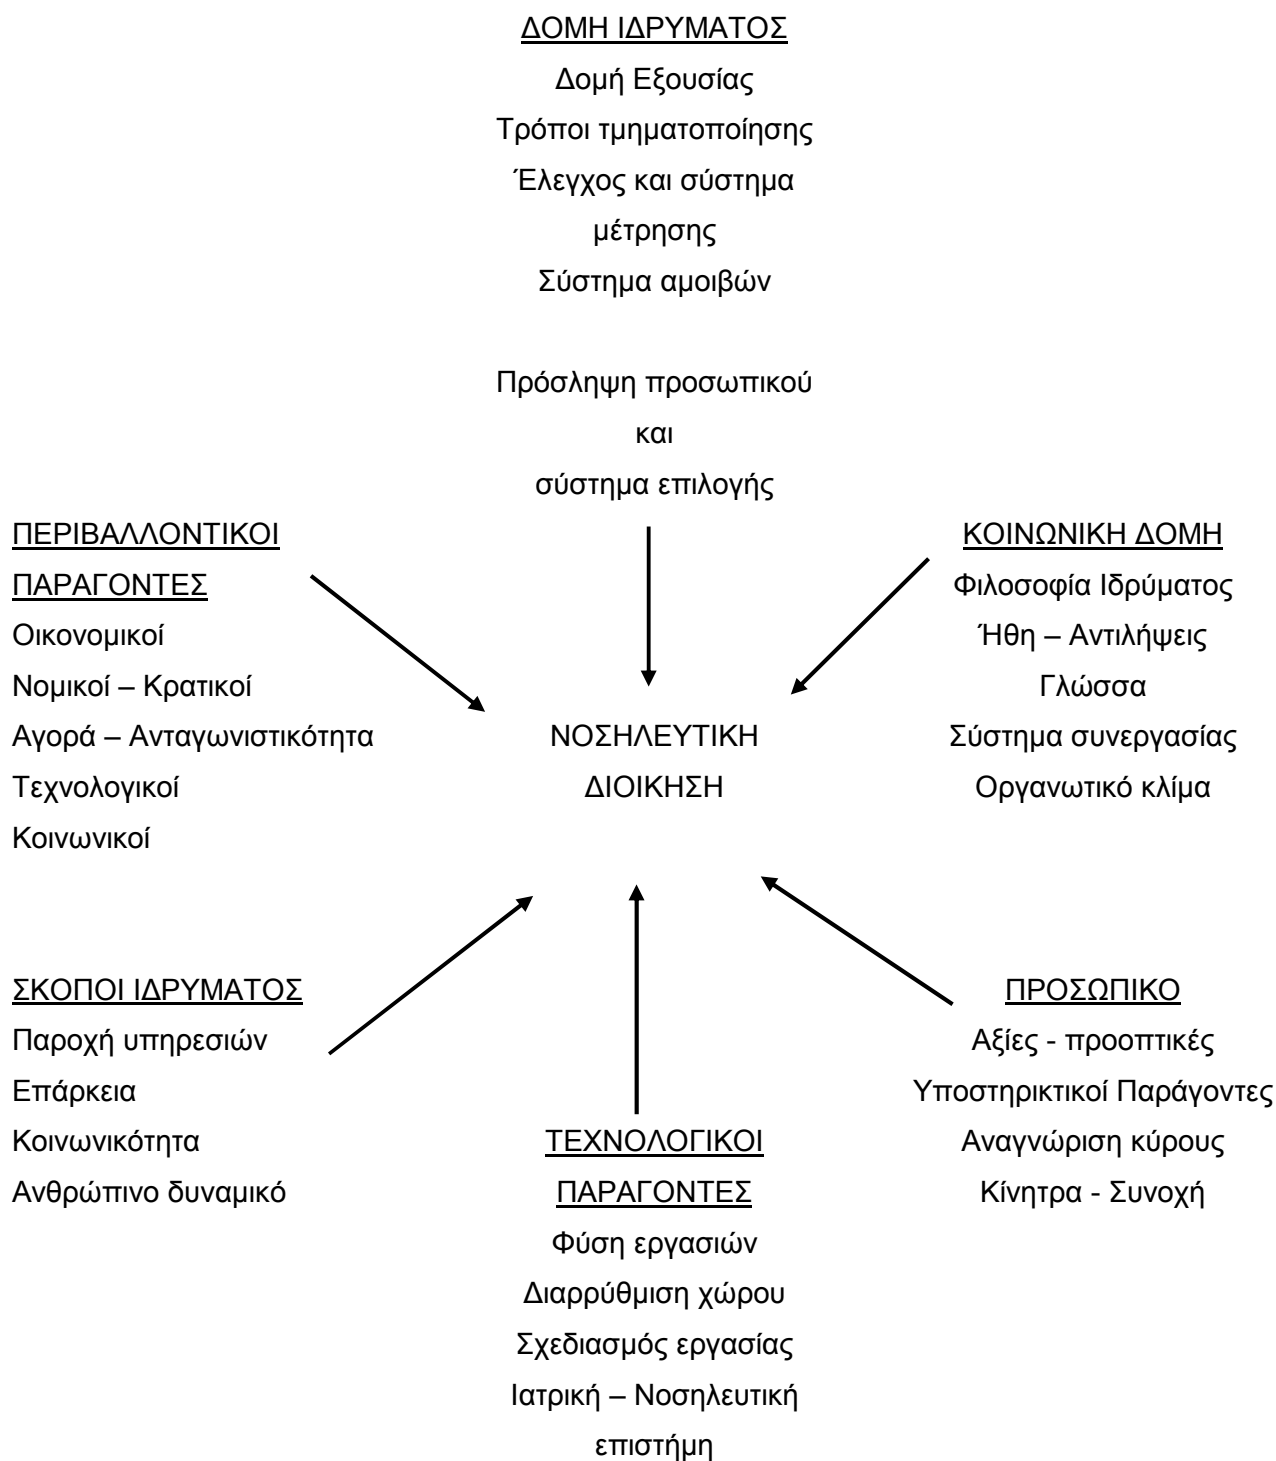 ΔΟΜΗ ΙΔΡΥΜΑΤΟΣ
Δομή Εξουσίας
Τρόποι τμηματοποίησης
Έλεγχος και σύστημα
μέτρησης
Σύστημα αμοιβών
Πρόσληψη προσωπικού
και
σύστημα επιλογής
ΠΕΡΙΒΑΛΛΟΝΤΙΚΟΙ
ΠΑΡΑΓΟΝΤΕΣ
Οικονομικοί
Νομικοί – Κρατικοί
Αγορά – Ανταγωνιστικότητα
Τεχνολογικοί
Κοινωνικοί
ΝΟΣΗΛΕΥΤΙΚΗ
ΔΙΟΙΚΗΣΗ
ΚΟΙΝΩΝΙΚΗ ΔΟΜΗ
Φιλοσοφία Ιδρύματος
Ήθη – Αντιλήψεις
Γλώσσα
Σύστημα συνεργασίας
Οργανωτικό κλίμα
ΣΚΟΠΟΙ ΙΔΡΥΜΑΤΟΣ
Παροχή υπηρεσιών
Επάρκεια
Κοινωνικότητα
Ανθρώπινο δυναμικό
ΤΕΧΝΟΛΟΓΙΚΟΙ
ΠΑΡΑΓΟΝΤΕΣ
Φύση εργασιών
Διαρρύθμιση χώρου
Σχεδιασμός εργασίας
Ιατρική – Νοσηλευτική
επιστήμη
ΠΡΟΣΩΠΙΚΟ
Αξίες - προοπτικές
Υποστηρικτικοί Παράγοντες
Αναγνώριση κύρους
Κίνητρα - Συνοχή